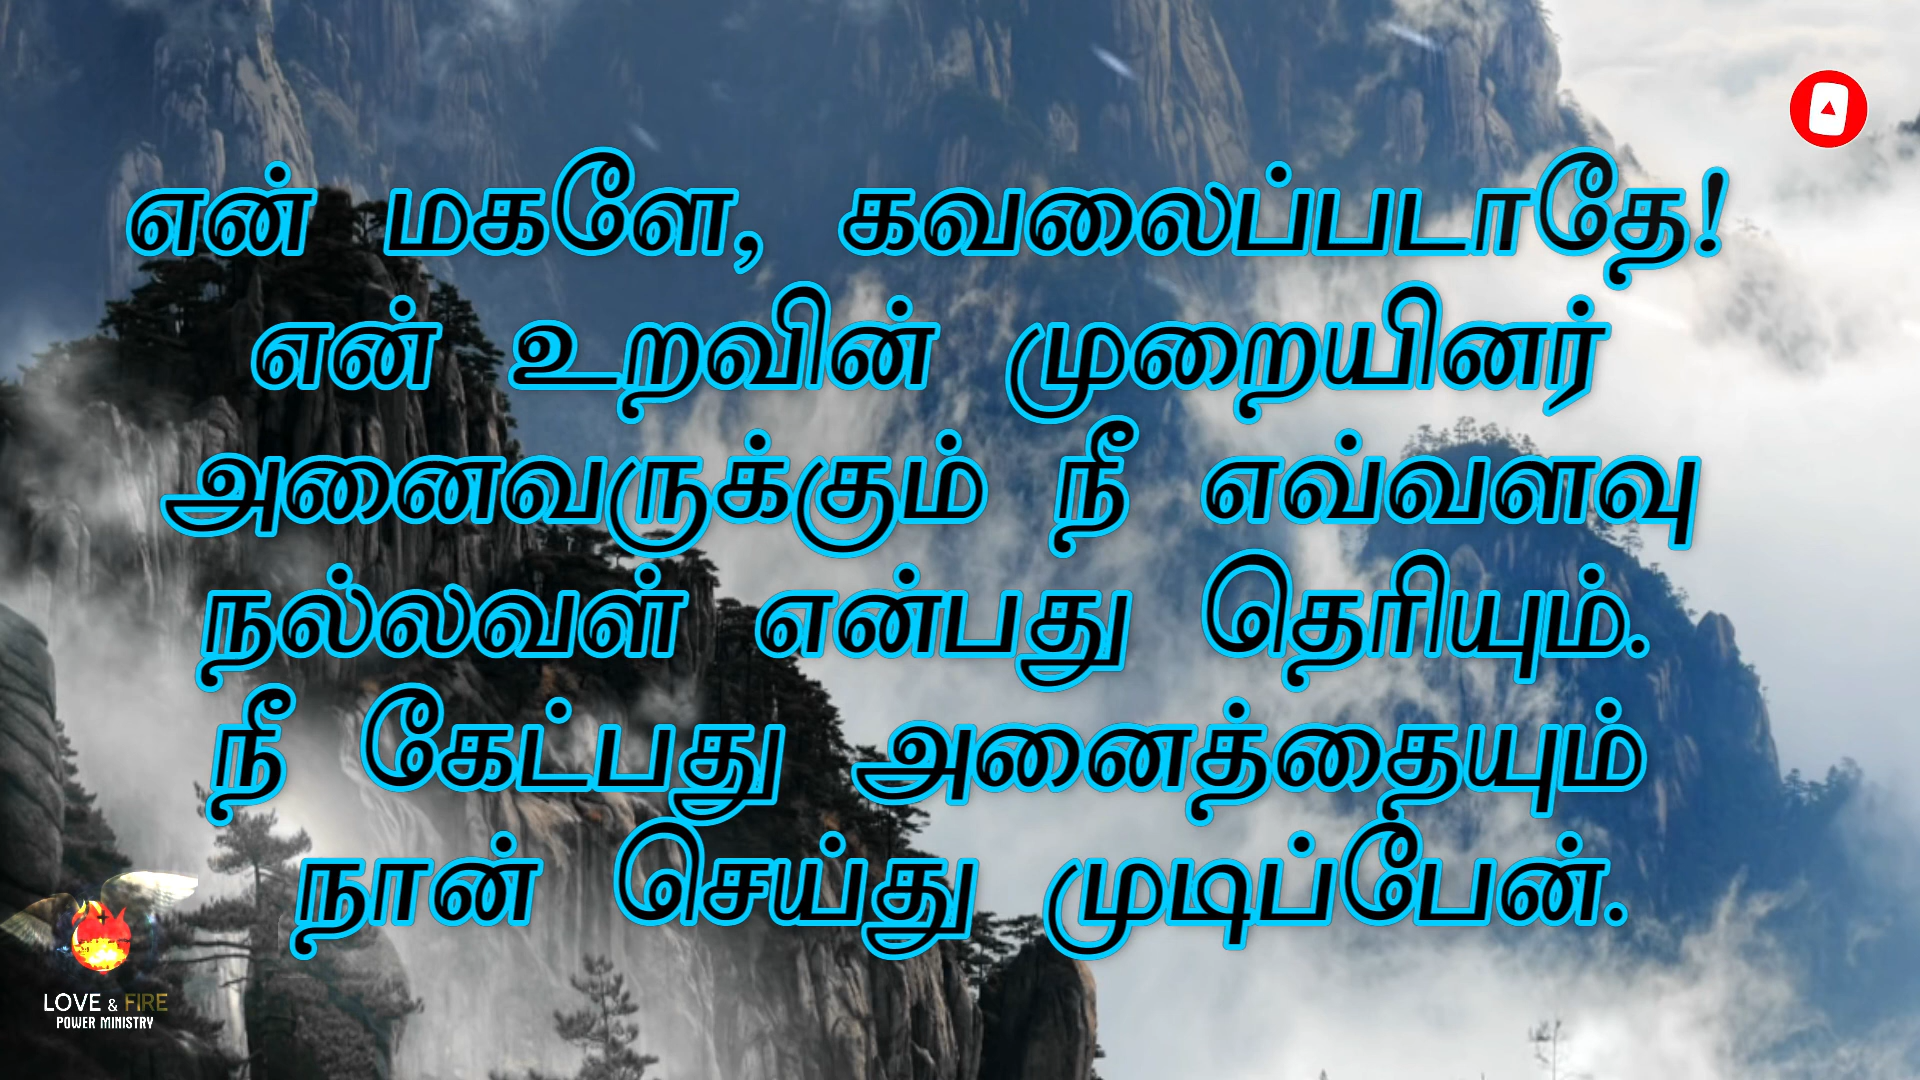 என் மகளே, கவலைப்படாதே!
என் உறவின் முறையினர்
அனைவருக்கும் நீ எவ்வளவு
நல்லவள் என்பது தெரியும்.
நீ கேட்பது அனைத்தையும்
நான் செய்து முடிப்பேன்.
LOVE & FIRE
POWER MINISTRY